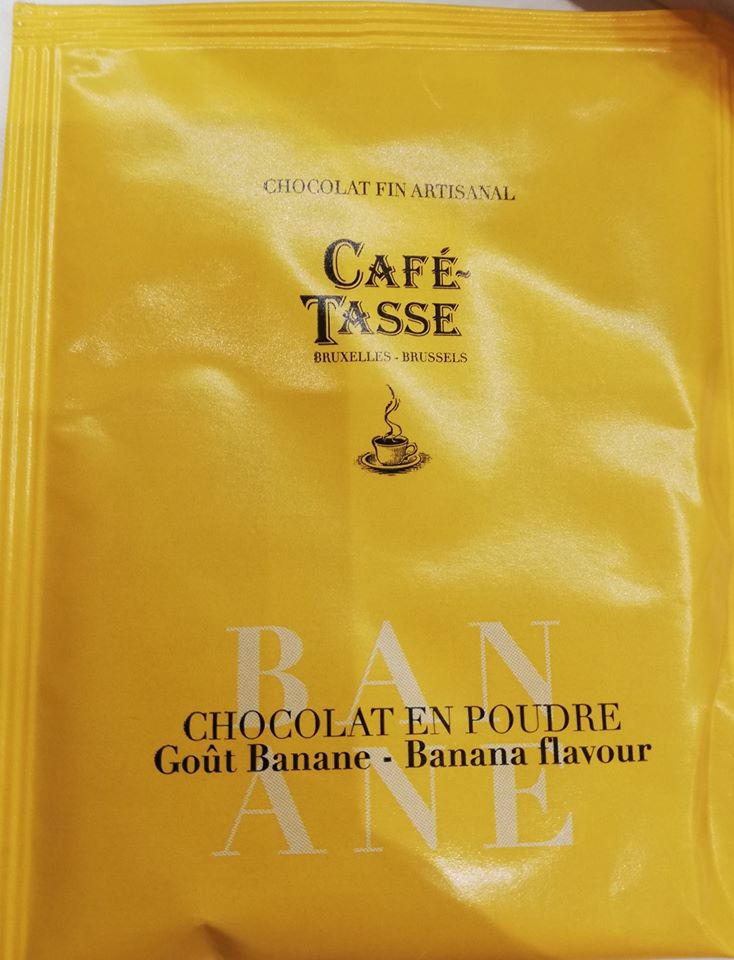 CHOCOLAT FIN ARTISANAL
CAFÉ-
TASSE
BRUXELLES - BRUSSELS
BAN
CHOCOLAT EN POUDRE
Goût Banane - Banana flavour
ANE